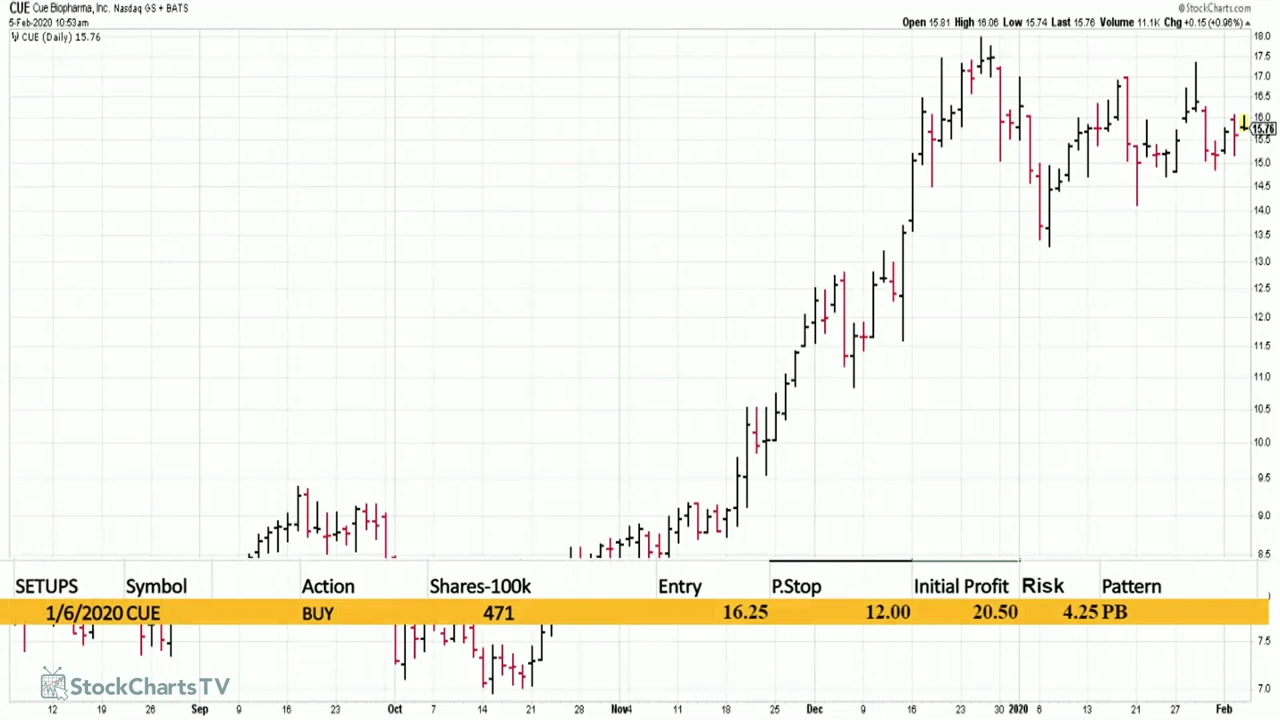 CUE Cue Biopharma, Inc. Nasdaq GS + BATS
© StockCharts.com
5-Feb-2020 10:53am
Open 15.81 High 16.06 Low 15.74 Last 15.76 Volume 11.1K Chg +0.15 (+0.96%)
CUE (Daily) 15.76
18.0
17.5
17.0
16.5
16.0
15.76
15.5
15.0
14.5
14.0
13.5
13.0
12.5
12.0
11.5
11.0
10.5
10.0
9.5
9.0
8.5
SETUPS Symbol Action Shares-100k Entry P.Stop Initial Profit Risk Pattern
1/6/2020 CUE BUY 471 16.25 12.00 20.50 4.25 PB
7.5
7.0
StockChartsTV
12 19 26 Sep 9 16 23 Oct 7 14 21 28 Nov4 11 18 25 Dec 9 16 23 30 2020 6 13 21 27 Feb